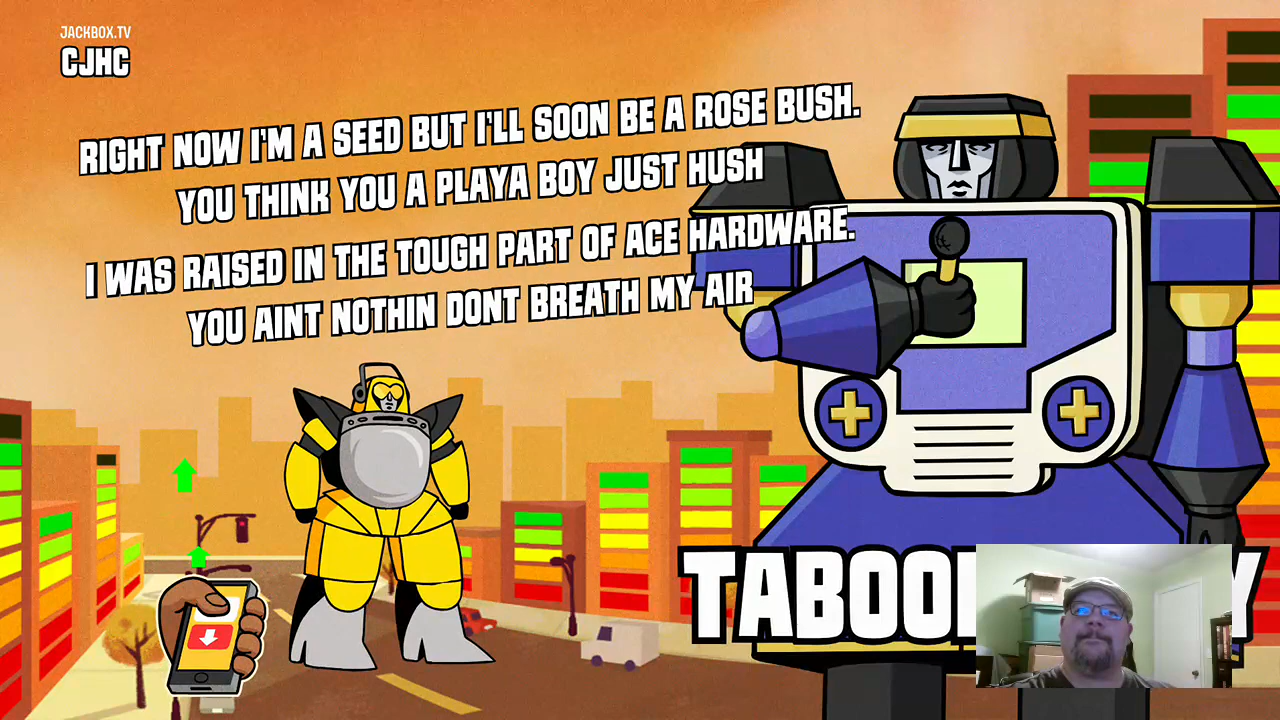 JACKBOX.TV
CJHC
RIGHT NOW I'M A SEED BUT I'LL SOON BE A ROSE BUSH.
YOU THINK YOU A PLAYA BOY JUST HUSH
I WAS RAISED IN THE TOUGH PART OF ACE HARDWARE.
YOU AINT NOTHIN DONT BREATH MY AIR